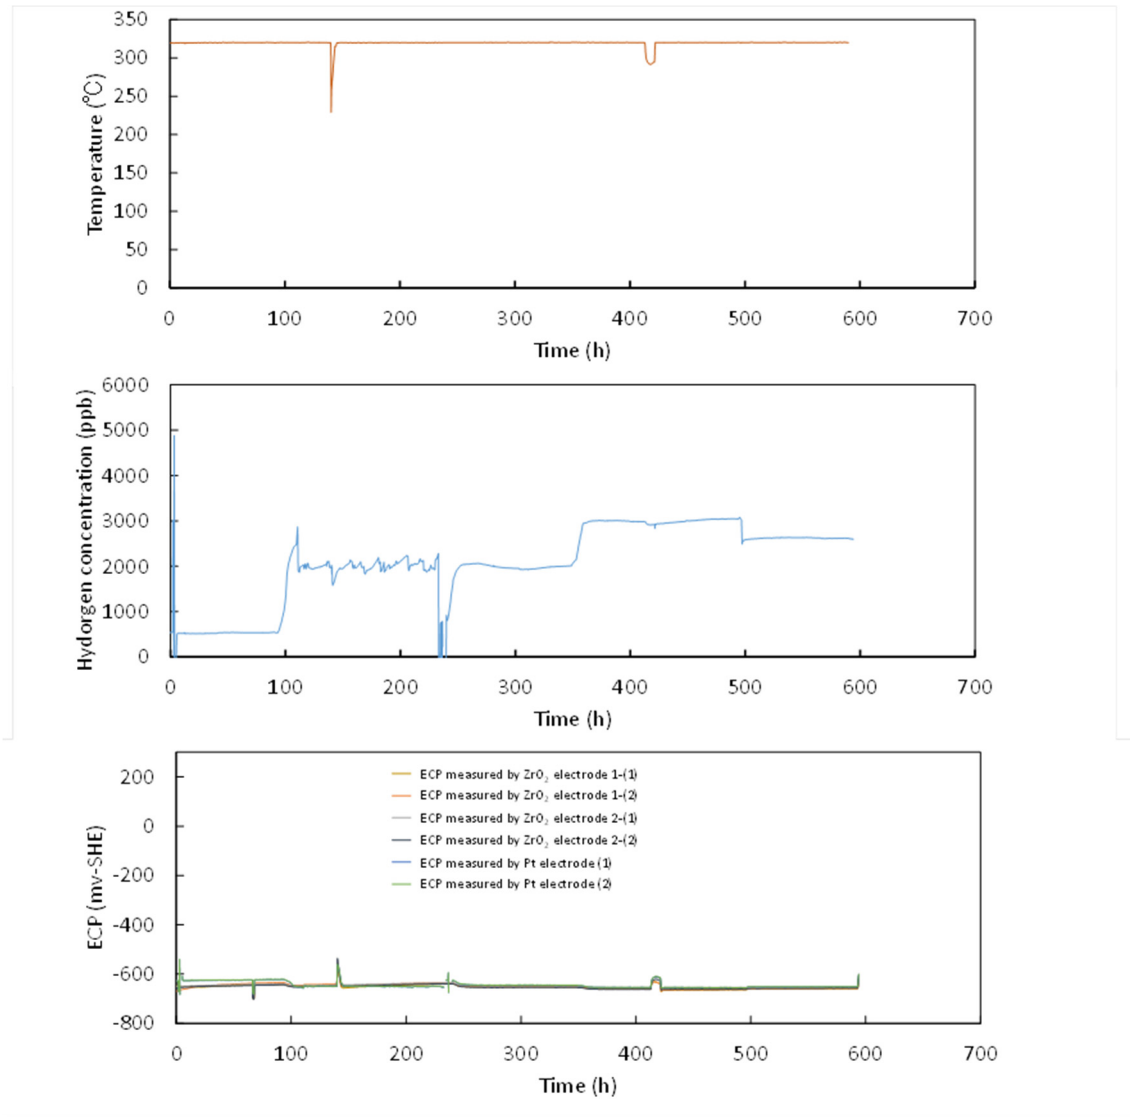 350
300
250
200
150
100
50
0
Temperature (℃)
0 100 200 300 400 500 600 700
Time (h)
6000
5000
4000
3000
2000
1000
0
Hydorgen concentration (ppb)
0 100 200 300 400 500 600 700
Time (h)
200
0
-200
-400
-600
-800
ECP (mv-SHE)
ECP measured by ZrO₂ electrode 1-(1)
ECP measured by ZrO₂ electrode 1-(2)
ECP measured by ZrO₂ electrode 2-(1)
ECP measured by ZrO₂ electrode 2-(2)
ECP measured by Pt electrode (1)
ECP measured by Pt electrode (2)
0 100 200 300 400 500 600 700
Time (h)